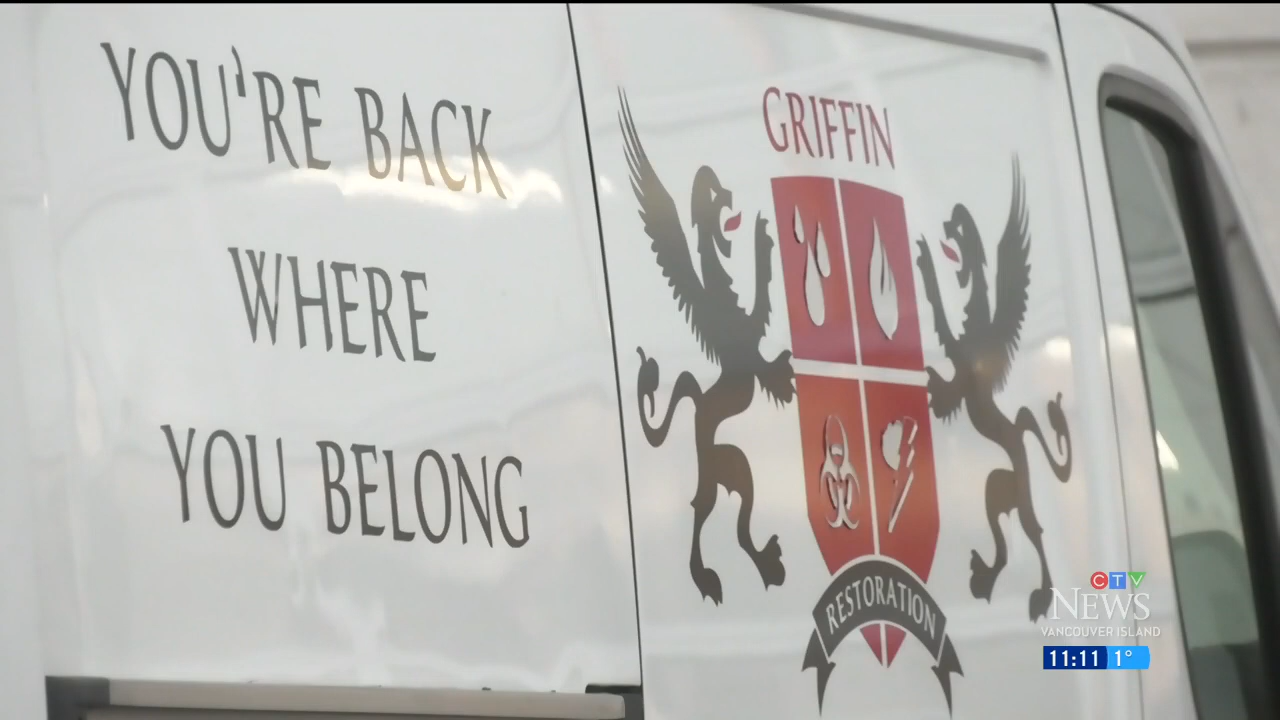 YOU'RE BACK
WHERE
YOU BELONG
GRIFFIN
RESTORATION
CTV
NEWS
VANCOUVER ISLAND
11:11 1°